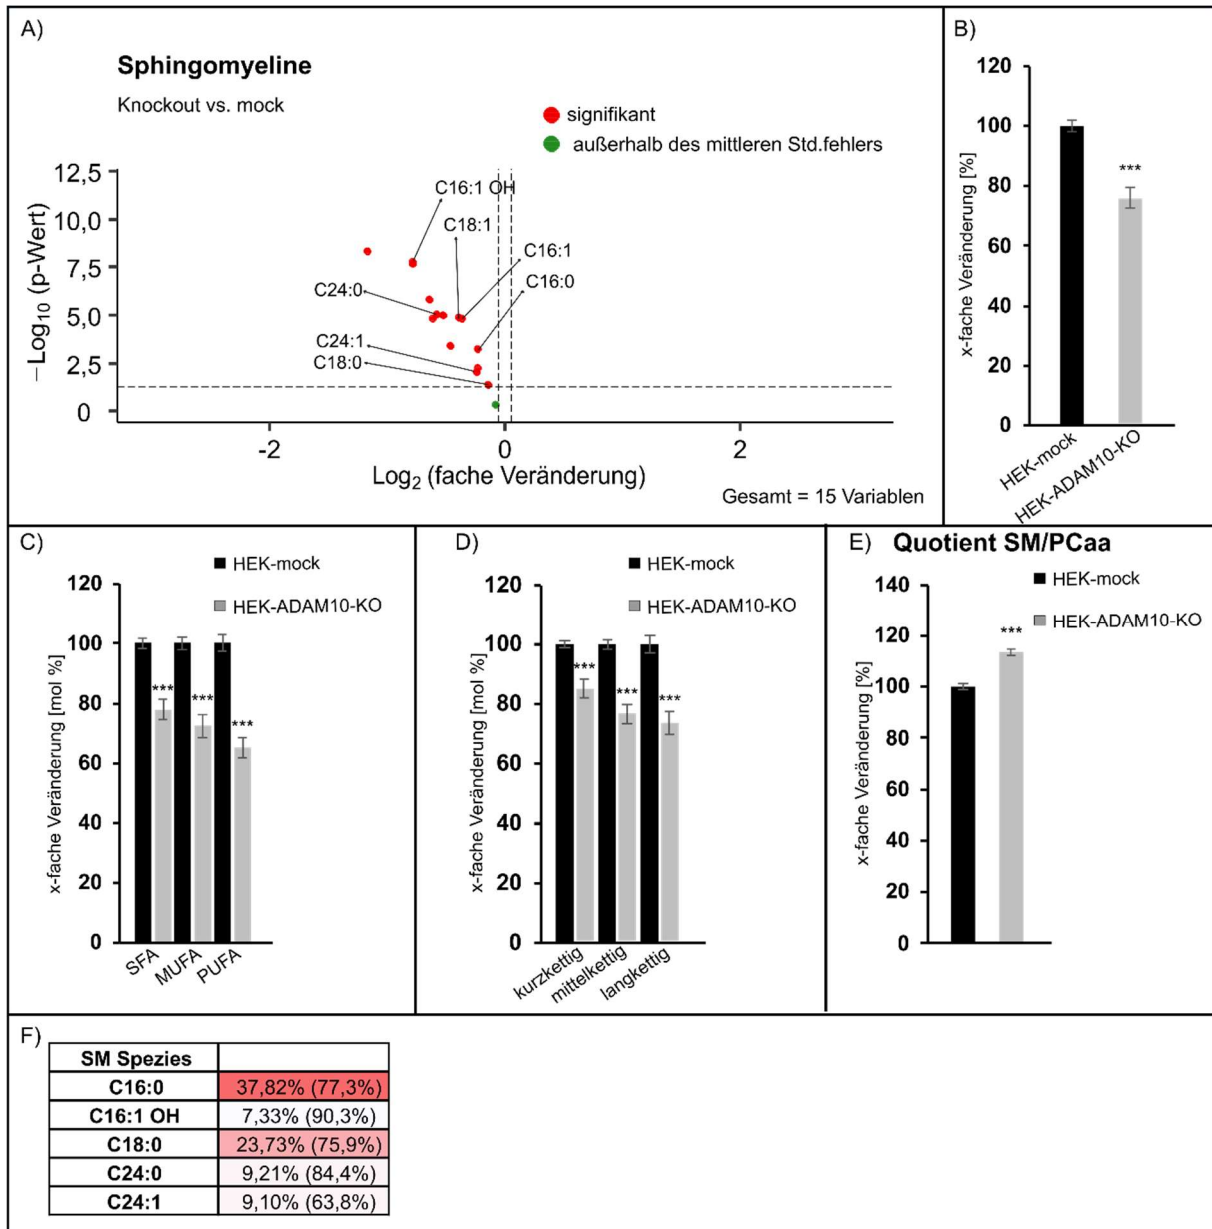 A)
Sphingomyeline
Knockout vs. mock
signifikant
außerhalb des mittleren Std.fehlers
12,5
10,0
7,5
5,0
2,5
0
−Log10 (p-Wert)
C16:1 OH
C18:1
C16:1
C16:0
C24:0
C24:1
C18:0
-2
0
2
Log2 (fache Veränderung)
Gesamt = 15 Variablen
B)
120
100
80
60
40
20
0
x-fache Veränderung [%]
***
HEK-mock
HEK-ADAM10-KO
C)
HEK-mock
HEK-ADAM10-KO
120
100
80
60
40
20
0
x-fache Veränderung [mol %]
***
***
***
SFA
MUFA
PUFA
D)
HEK-mock
HEK-ADAM10-KO
120
100
80
60
40
20
0
x-fache Veränderung [mol %]
***
***
***
kurzkettig
mittelkettig
langkettig
E)
Quotient SM/PCaa
HEK-mock
HEK-ADAM10-KO
140
120
100
80
60
40
20
0
x-fache Veränderung [%]
***
F)
SM Spezies
C16:0 37,82% (77,3%)
C16:1 OH 7,33% (90,3%)
C18:0 23,73% (75,9%)
C24:0 9,21% (84,4%)
C24:1 9,10% (63,8%)